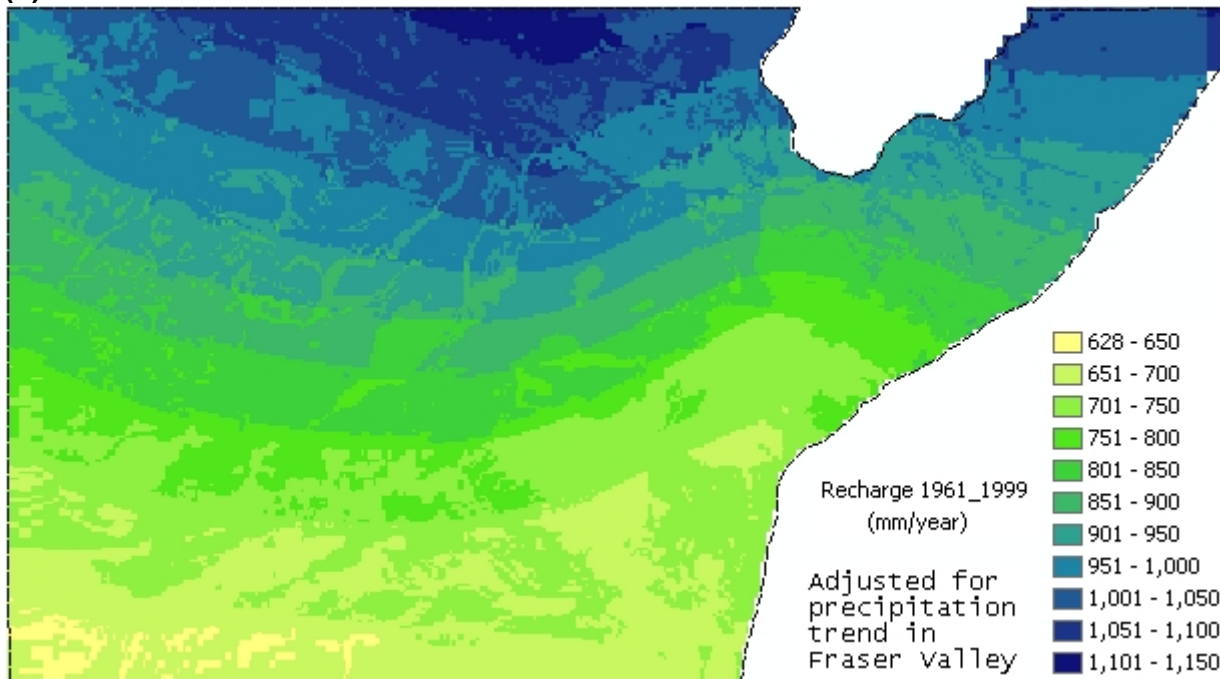 628 - 650
651 - 700
701 - 750
751 - 800
801 - 850
851 - 900
901 - 950
951 - 1,000
1,001 - 1,050
1,051 - 1,100
1,101 - 1,150
Recharge 1961_1999
(mm/year)
Adjusted for
precipitation
trend in
Fraser Valley